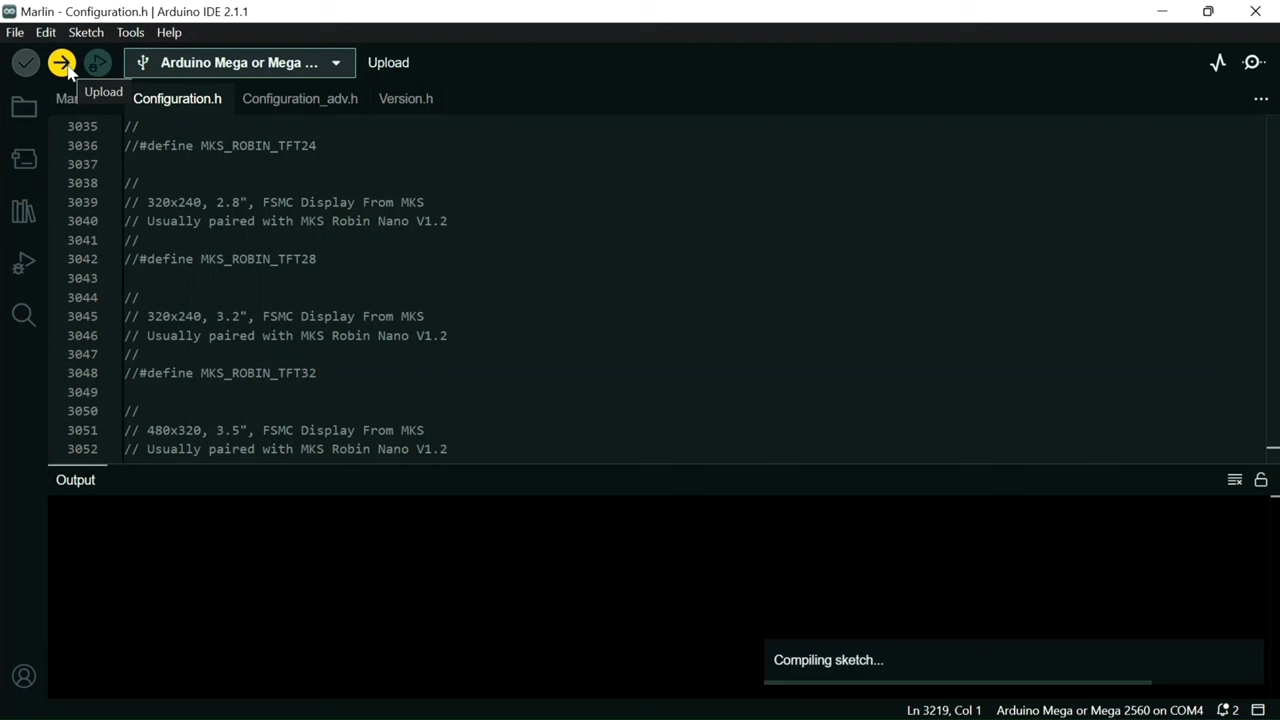 Marlin - Configuration.h | Arduino IDE 2.1.1
File Edit Sketch Tools Help
Arduino Mega or Mega ... Upload
Upload
Configuration.h Configuration_adv.h Version.h
3035 //
3036 //#define MKS_ROBIN_TFT24
3037
3038 //
3039 // 320x240, 2.8", FSMC Display From MKS
3040 // Usually paired with MKS Robin Nano V1.2
3041 //
3042 //#define MKS_ROBIN_TFT28
3043
3044 //
3045 // 320x240, 3.2", FSMC Display From MKS
3046 // Usually paired with MKS Robin Nano V1.2
3047 //
3048 //#define MKS_ROBIN_TFT32
3049
3050 //
3051 // 480x320, 3.5", FSMC Display From MKS
3052 // Usually paired with MKS Robin Nano V1.2
Output
Compiling sketch...
Ln 3219, Col 1 Arduino Mega or Mega 2560 on COM4 2